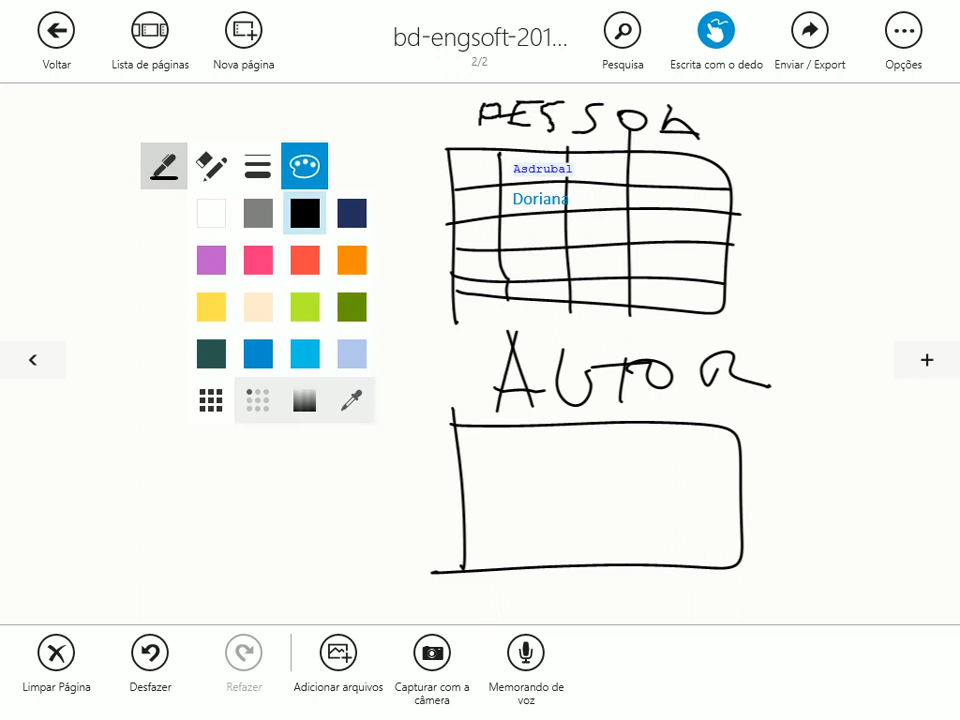 bd-engsoft-201...
2/2
Voltar
Lista de páginas
Nova página
Pesquisa
Escrita com o dedo
Enviar / Export
Opções
PESSOA
Asdrubal
Doriana
AUTOR
Limpar Página
Desfazer
Refazer
Adicionar arquivos
Capturar com a
câmera
Memorando de
voz